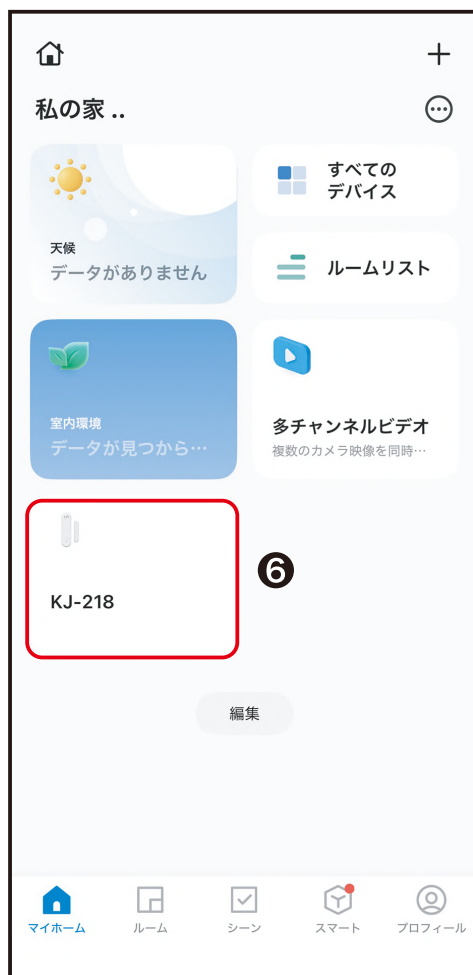 私の家 ..
すべての
デバイス
天候
データがありません
ルームリスト
室内環境
データが見つから…
多チャンネルビデオ
複数のカメラ映像を同時…
KJ-218
❻
編集
マイホーム
ルーム
シーン
スマート
プロフィール